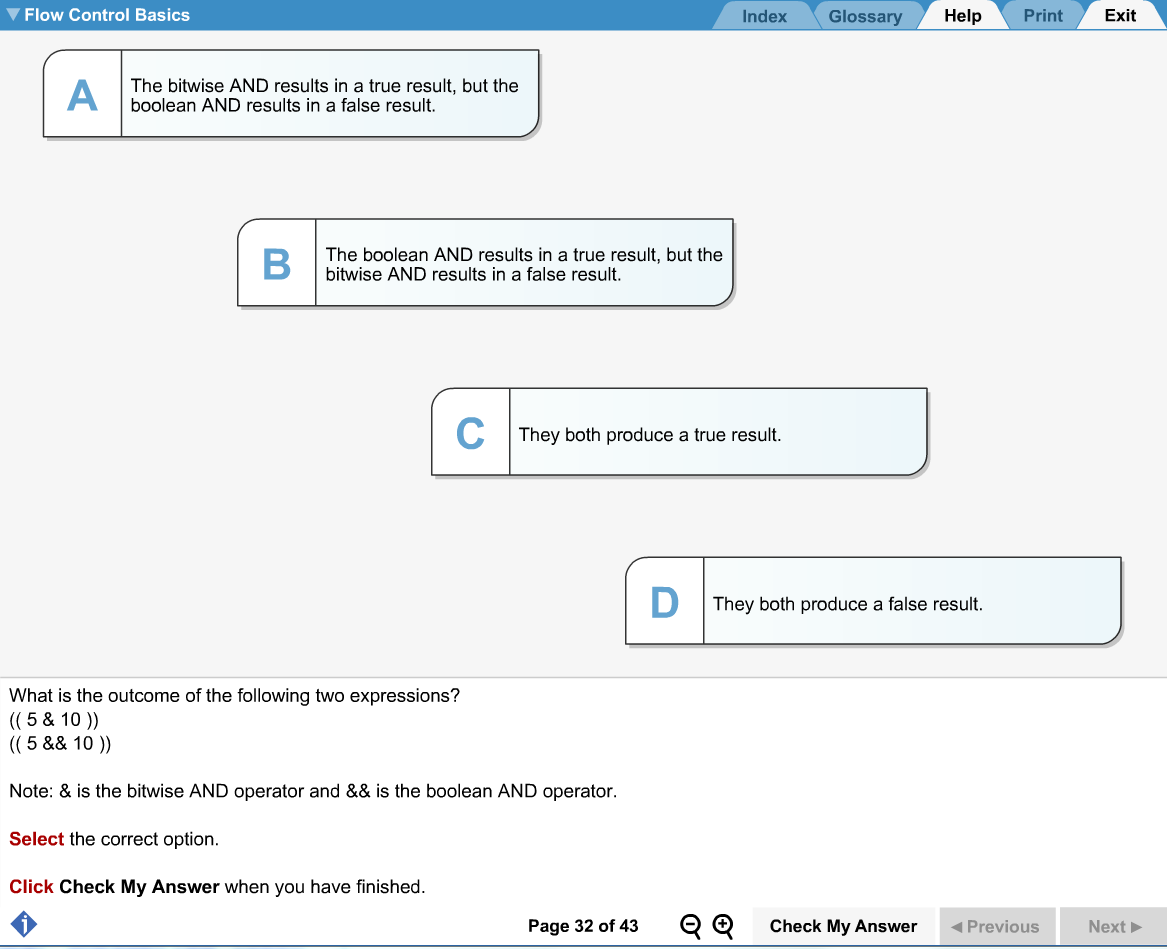 Flow Control Basics
Index Glossary Help Print Exit
A
The bitwise AND results in a true result, but the
boolean AND results in a false result.
B
The boolean AND results in a true result, but the
bitwise AND results in a false result.
C
They both produce a true result.
D
They both produce a false result.
What is the outcome of the following two expressions?
(( 5 & 10 ))
(( 5 && 10 ))
Note: & is the bitwise AND operator and && is the boolean AND operator.
Select the correct option.
Click Check My Answer when you have finished.
i Page 32 of 43 Check My Answer Previous Next